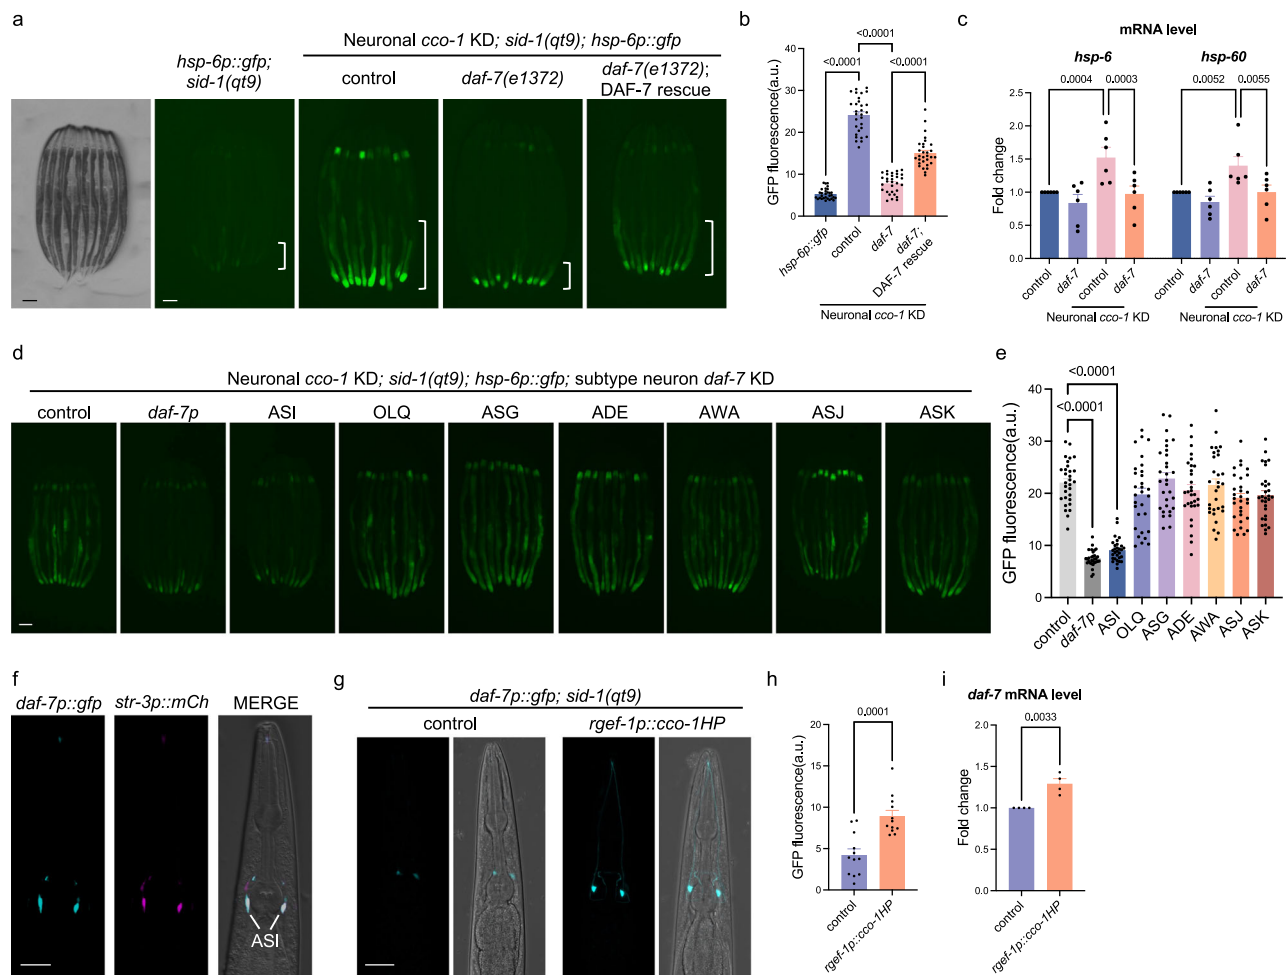 a
Neuronal cco-1 KD; sid-1(qt9); hsp-6p::gfp
hsp-6p::gfp;
sid-1(qt9)
control
daf-7(e1372)
daf-7(e1372);
DAF-7 rescue
b
<0.0001
<0.0001
<0.0001
GFP fluorescence(a.u.)
40
30
20
10
0
hsp-6p::gfp
control
daf-7
daf-7;
DAF-7 rescue
Neuronal cco-1 KD
c
mRNA level
hsp-6
hsp-60
0.0004
0.0003
0.0052
0.0055
Fold change
2.5
2.0
1.5
1.0
0.5
0.0
control
daf-7
control
daf-7
control
daf-7
control
daf-7
Neuronal cco-1 KD
Neuronal cco-1 KD
d
Neuronal cco-1 KD; sid-1(qt9); hsp-6p::gfp; subtype neuron daf-7 KD
control
daf-7p
ASI
OLQ
ASG
ADE
AWA
ASJ
ASK
e
<0.0001
<0.0001
GFP fluorescence(a.u.)
40
30
20
10
0
control
daf-7p
ASI
OLQ
ASG
ADE
AWA
ASJ
ASK
f
daf-7p::gfp
str-3p::mCh
MERGE
ASI
g
daf-7p::gfp; sid-1(qt9)
control
rgef-1p::cco-1HP
h
0.0001
GFP fluorescence(a.u.)
20
15
10
5
0
control
rgef-1p::cco-1HP
i
daf-7 mRNA level
0.0033
Fold change
2.0
1.5
1.0
0.5
0.0
control
rgef-1p::cco-1HP